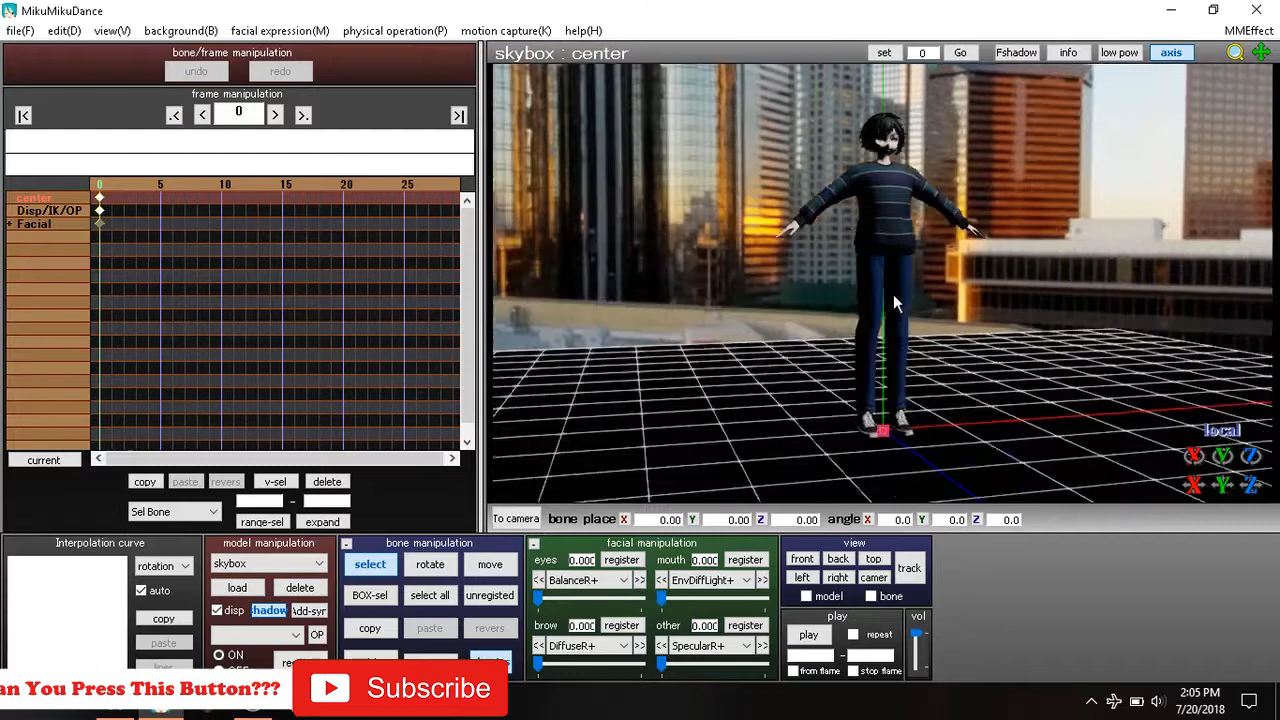 MikuMikuDance
file(F) edit(D) view(V) background(B) facial expression(M) physical operation(P) motion capture(K) help(H) MMEffect
bone/frame manipulation
undo redo
frame manipulation
|< .< < 0 > >. >|
0 5 10 15 20 25
center
Disp/IK/OP
+ Facial
current
copy paste revers v-sel delete
Sel Bone -
range-sel expand
skybox : center
set 0 Go Fshadow info low pow axis
local
X Y Z
X Y Z
To camera bone place X 0.00 Y 0.00 Z 0.00 angle X 0.0 Y 0.0 Z 0.0
Interpolation curve
rotation
auto
copy
paste
model manipulation
skybox
load delete
disp
OP
ON
- bone manipulation
select rotate move
BOX-sel select all unregisted
copy paste revers
- facial manipulation
eyes 0.000 register mouth 0.000 register
<< BalanceR+ >> << EnvDiffLight+ >>
brow 0.000 register other 0.000 register
<< DiffuseR+ >> << SpecularR+ >>
view
front back top
left right camer
track
model bone
play vol
play repeat
from flame stop flame
an You Press This Button???
Subscribe
2:05 PM
7/20/2018